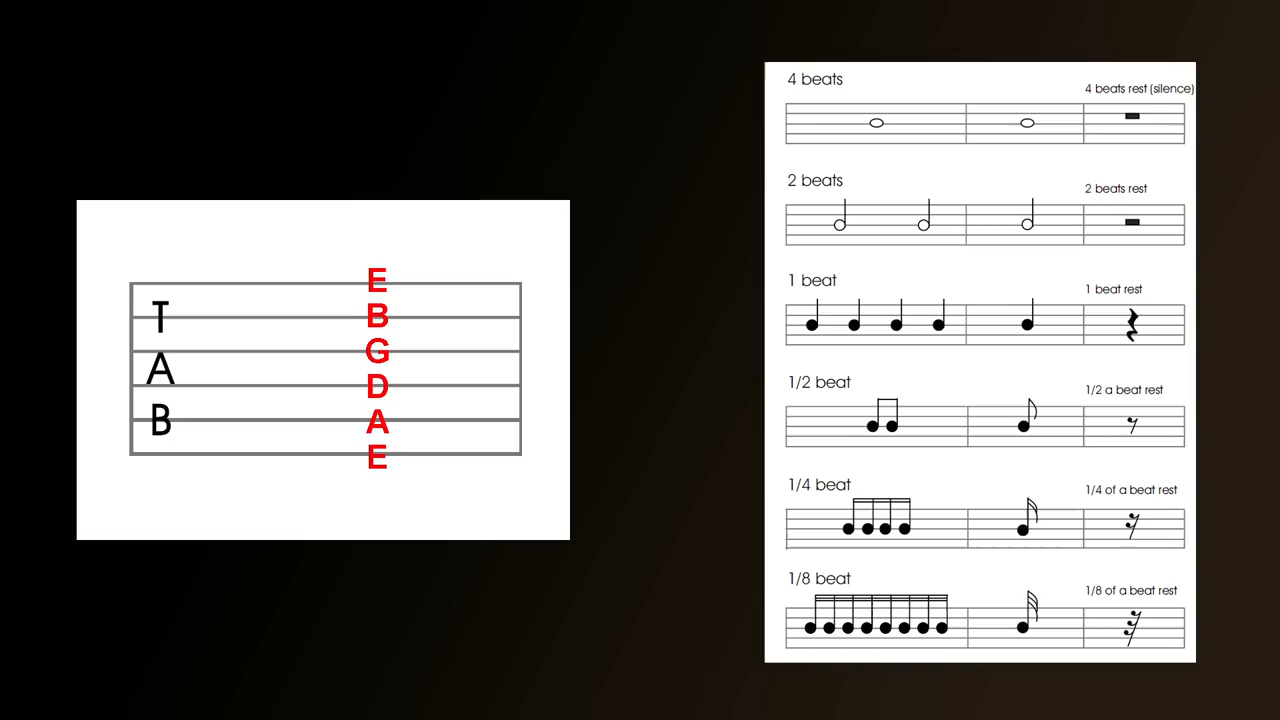 T
A
B
E
B
G
D
A
E
4 beats
4 beats rest (silence)
2 beats
2 beats rest
1 beat
1 beat rest
1/2 beat
1/2 a beat rest
1/4 beat
1/4 of a beat rest
1/8 beat
1/8 of a beat rest